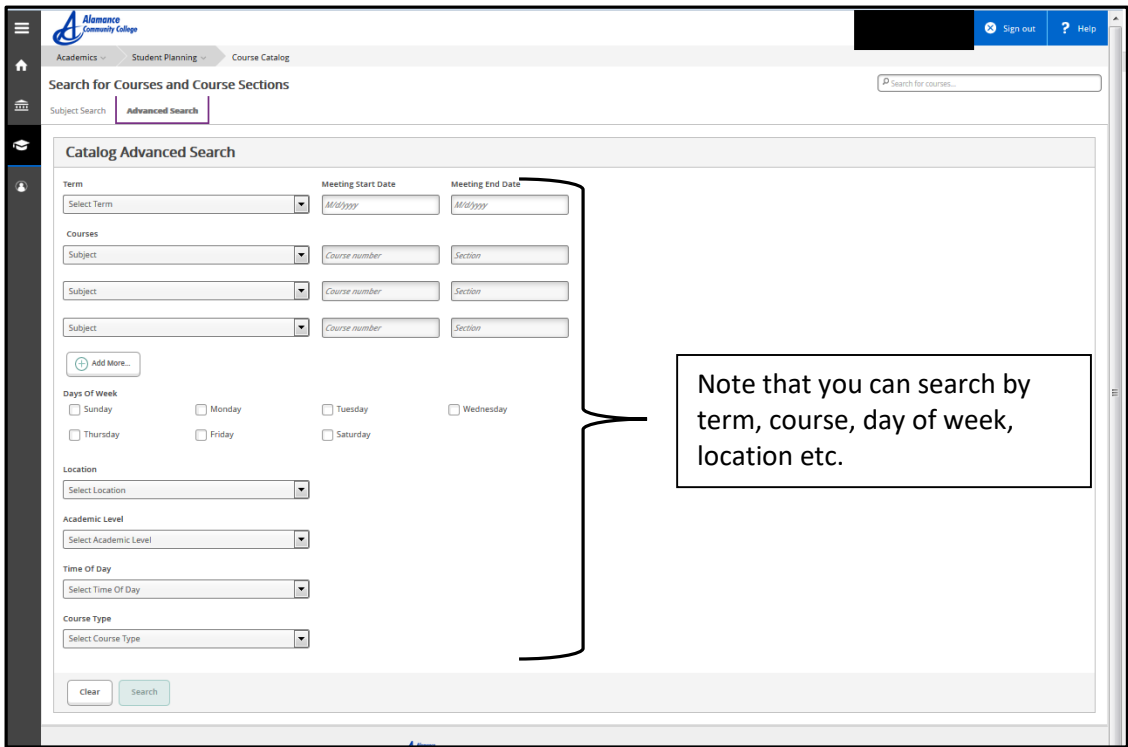 Alamance
Community College
Sign out
? Help
Academics
Student Planning
Course Catalog
Search for Courses and Course Sections
Search for courses...
Subject Search
Advanced Search
Catalog Advanced Search
Term
Meeting Start Date
Meeting End Date
Select Term
M/d/yyyy
M/d/yyyy
Courses
Subject
Course number
Section
Subject
Course number
Section
Subject
Course number
Section
Add More...
Days Of Week
Sunday
Monday
Tuesday
Wednesday
Thursday
Friday
Saturday
Note that you can search by
term, course, day of week,
location etc.
Location
Select Location
Academic Level
Select Academic Level
Time Of Day
Select Time Of Day
Course Type
Select Course Type
Clear
Search